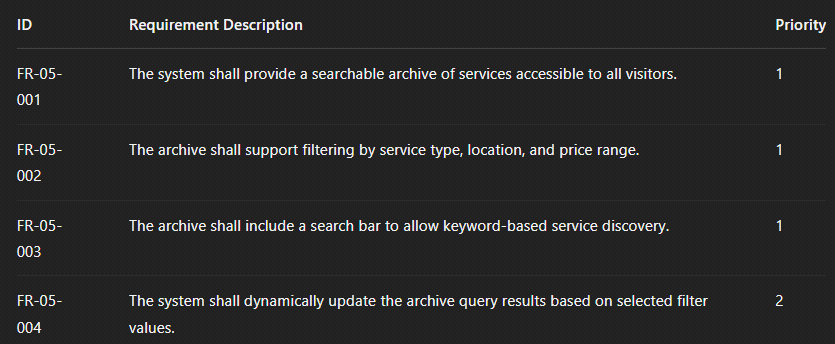 ID Requirement Description Priority
FR-05-
001 The system shall provide a searchable archive of services accessible to all visitors. 1
FR-05-
002 The archive shall support filtering by service type, location, and price range. 1
FR-05-
003 The archive shall include a search bar to allow keyword-based service discovery. 1
FR-05-
004 The system shall dynamically update the archive query results based on selected filter
values. 2